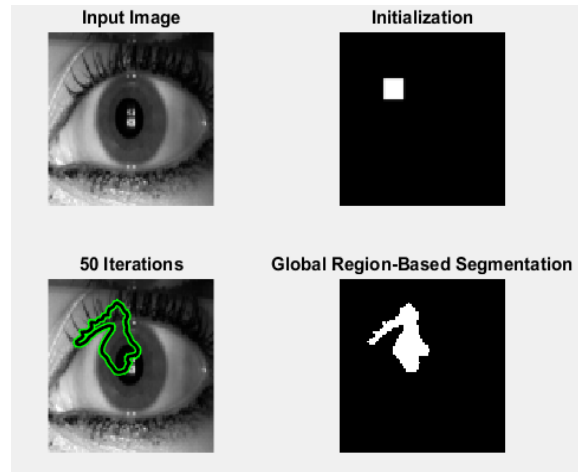 Input Image
Initialization
50 Iterations
Global Region-Based Segmentation